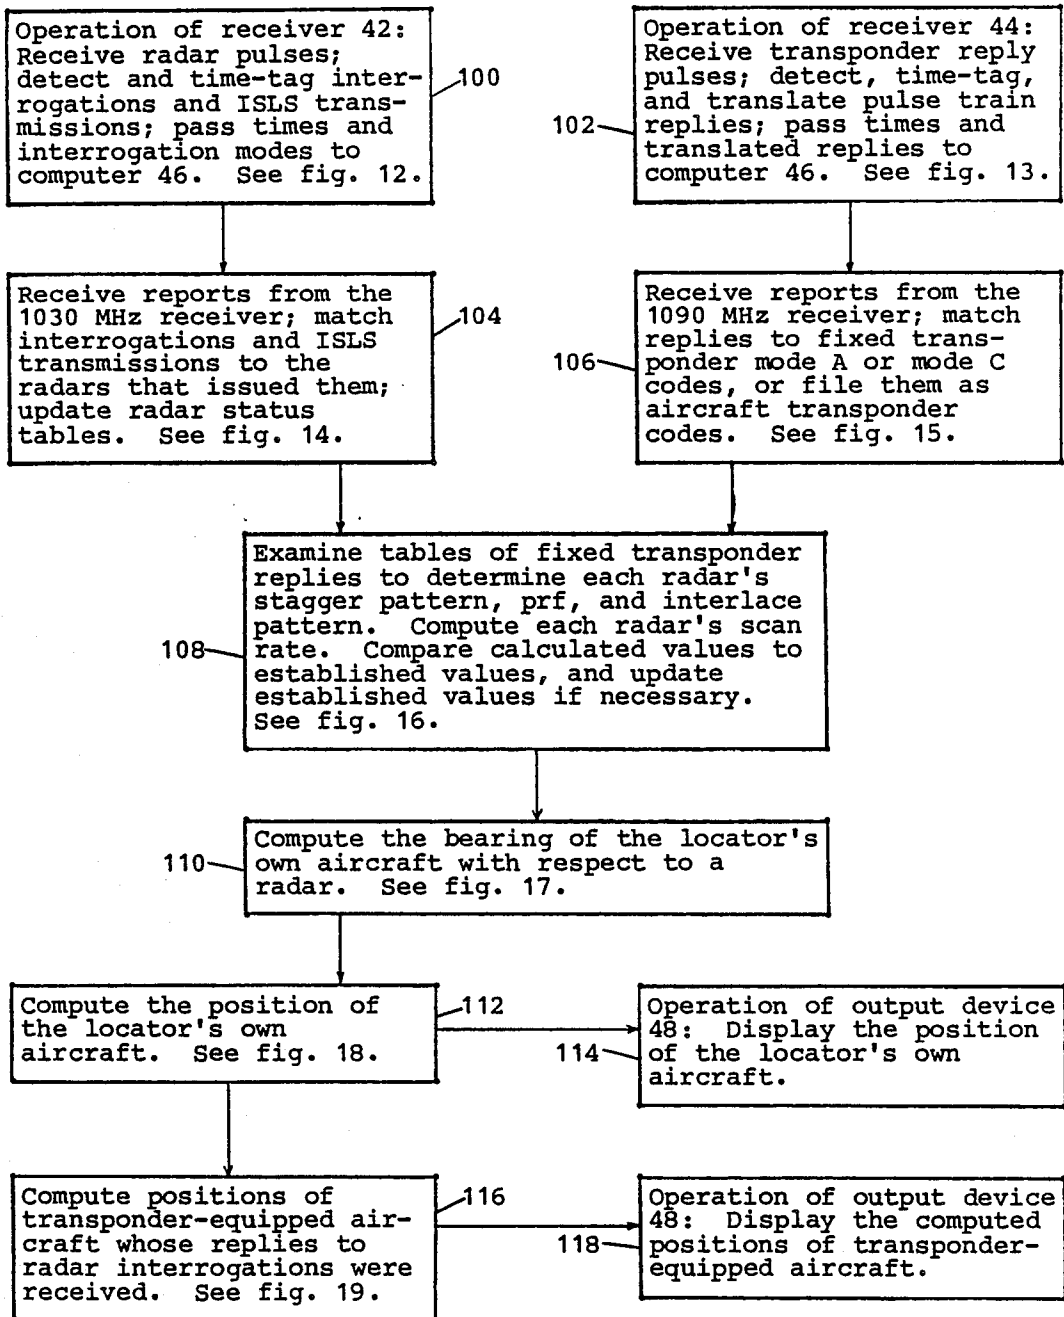 Operation of receiver 42:
Receive radar pulses;
detect and time-tag inter-
rogations and ISLS trans-
missions; pass times and
interrogation modes to
computer 46. See fig. 12.
100
Operation of receiver 44:
Receive transponder reply
pulses; detect, time-tag,
and translate pulse train
replies; pass times and
translated replies to
computer 46. See fig. 13.
102
Receive reports from the
1030 MHz receiver; match
interrogations and ISLS
transmissions to the
radars that issued them;
update radar status
tables. See fig. 14.
104
Receive reports from the
1090 MHz receiver; match
replies to fixed trans-
ponder mode A or mode C
codes, or file them as
aircraft transponder
codes. See fig. 15.
106
Examine tables of fixed transponder
replies to determine each radar's
stagger pattern, prf, and interlace
pattern. Compute each radar's scan
rate. Compare calculated values to
established values, and update
established values if necessary.
See fig. 16.
108
Compute the bearing of the locator's
own aircraft with respect to a
radar. See fig. 17.
110
Compute the position of
the locator's own
aircraft. See fig. 18.
112
Operation of output device
48: Display the position
of the locator's own
aircraft.
114
Compute positions of
transponder-equipped air-
craft whose replies to
radar interrogations were
received. See fig. 19.
116
Operation of output device
48: Display the computed
positions of transponder-
equipped aircraft.
118